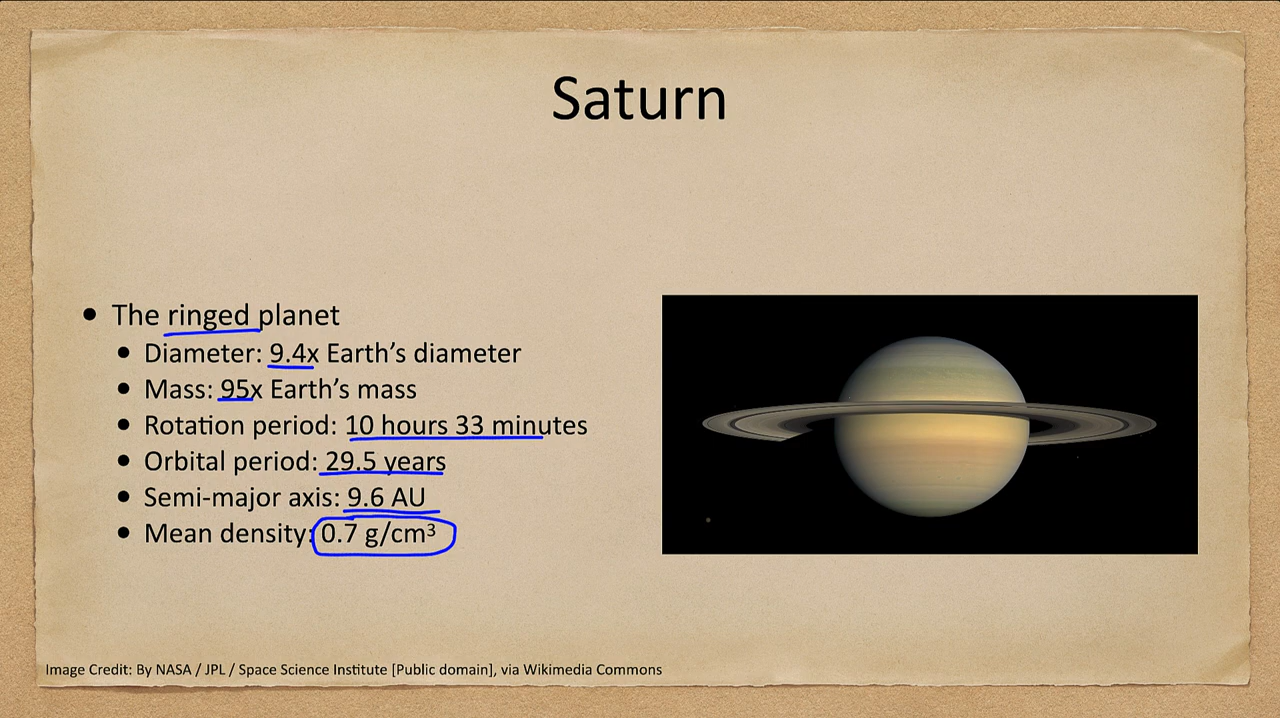 Saturn
• The ringed planet
• Diameter: 9.4x Earth’s diameter
• Mass: 95x Earth’s mass
• Rotation period: 10 hours 33 minutes
• Orbital period: 29.5 years
• Semi-major axis: 9.6 AU
• Mean density: 0.7 g/cm³
Image Credit: By NASA / JPL / Space Science Institute [Public domain], via Wikimedia Commons